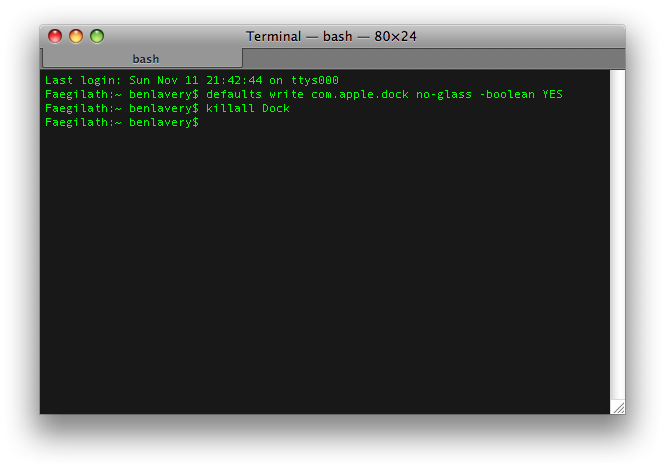 Terminal — bash — 80×24
bash
Last login: Sun Nov 11 21:42:44 on ttys000
Faegilath:~ benlavery$ defaults write com.apple.dock no-glass -boolean YES
Faegilath:~ benlavery$ killall Dock
Faegilath:~ benlavery$